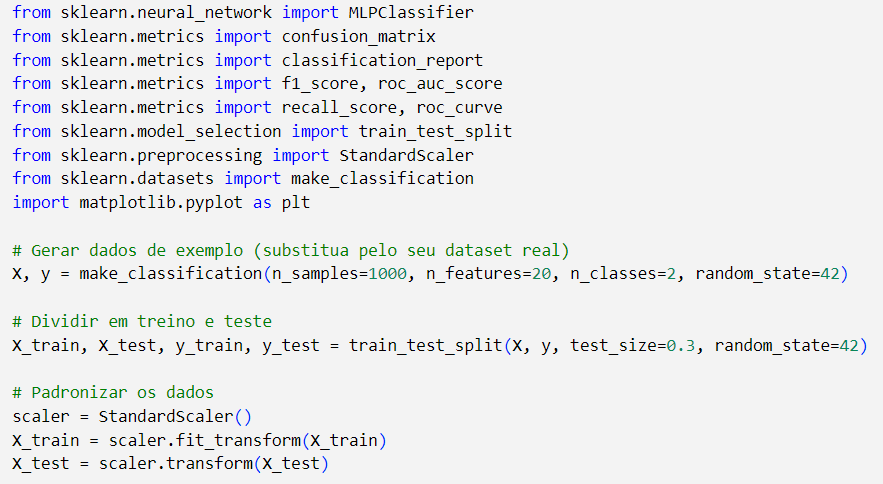 from sklearn.neural_network import MLPClassifier
from sklearn.metrics import confusion_matrix
from sklearn.metrics import classification_report
from sklearn.metrics import f1_score, roc_auc_score
from sklearn.metrics import recall_score, roc_curve
from sklearn.model_selection import train_test_split
from sklearn.preprocessing import StandardScaler
from sklearn.datasets import make_classification
import matplotlib.pyplot as plt

# Gerar dados de exemplo (substitua pelo seu dataset real)
X, y = make_classification(n_samples=1000, n_features=20, n_classes=2, random_state=42)

# Dividir em treino e teste
X_train, X_test, y_train, y_test = train_test_split(X, y, test_size=0.3, random_state=42)

# Padronizar os dados
scaler = StandardScaler()
X_train = scaler.fit_transform(X_train)
X_test = scaler.transform(X_test)